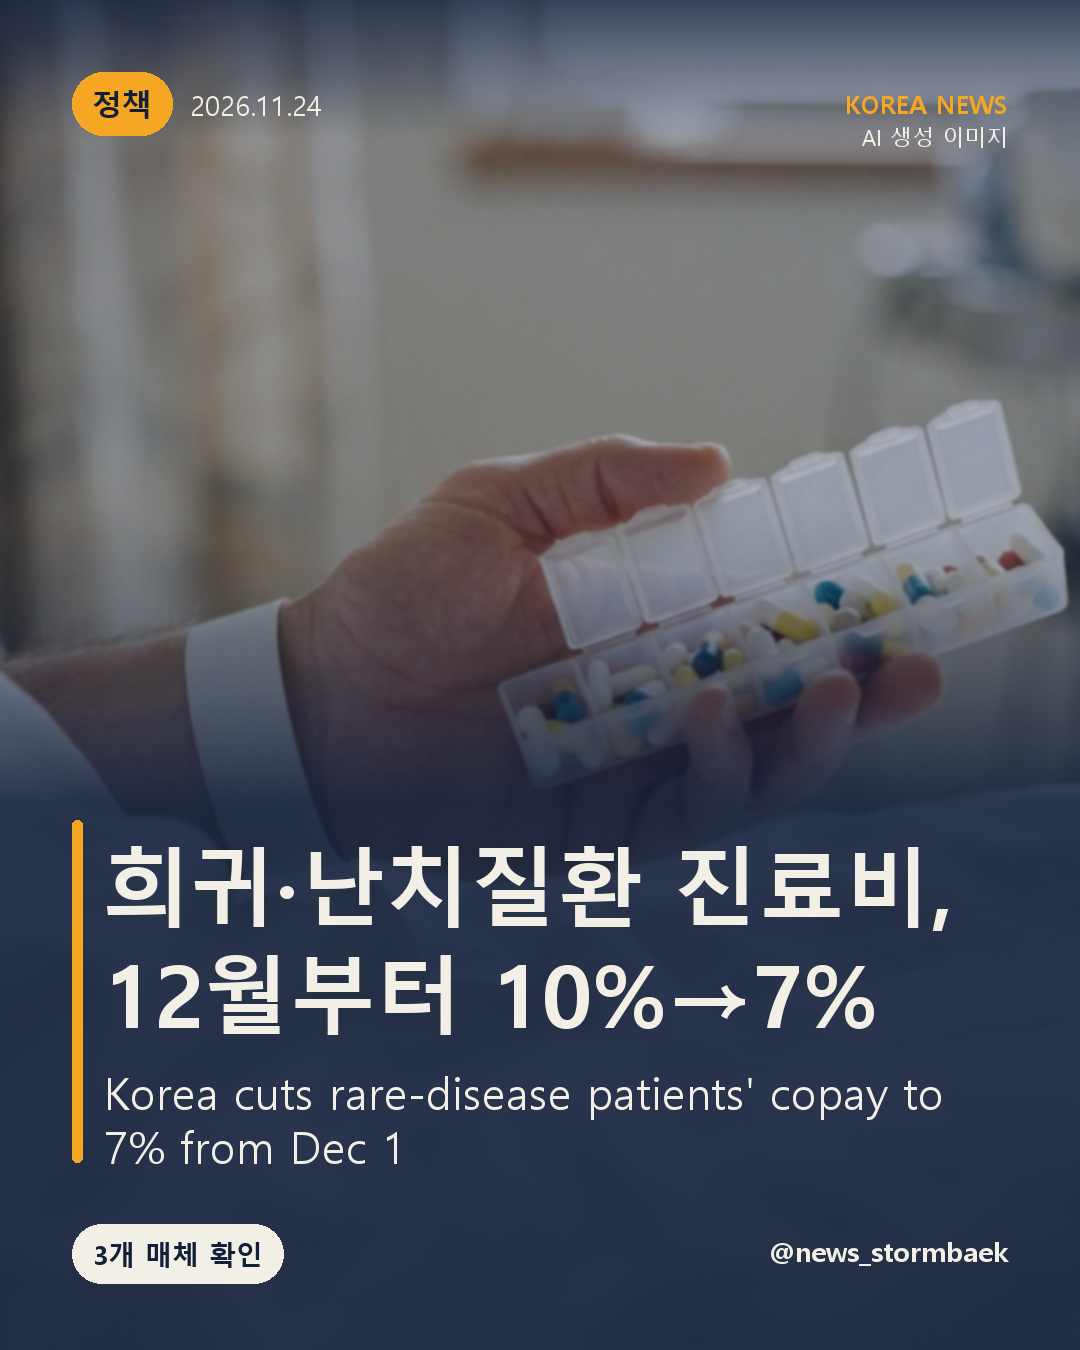 정책
2026.11.24
KOREA NEWS
AI 생성 이미지
희귀·난치질환 진료비,
12월부터 10%→7%
Korea cuts rare-disease patients' copay to
7% from Dec 1
3개 매체 확인
@news_stormbaek